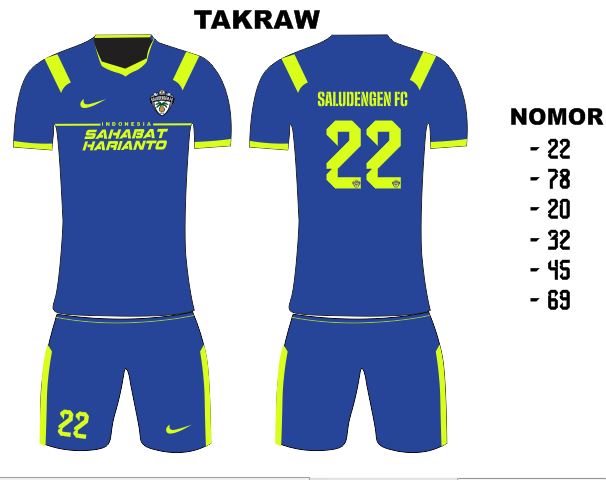 TAKRAW
INDONESIA
SAHABAT
HARIANTO
22
SALUDENGEN FC
22
NOMOR
- 22
- 78
- 20
- 32
- 45
- 69